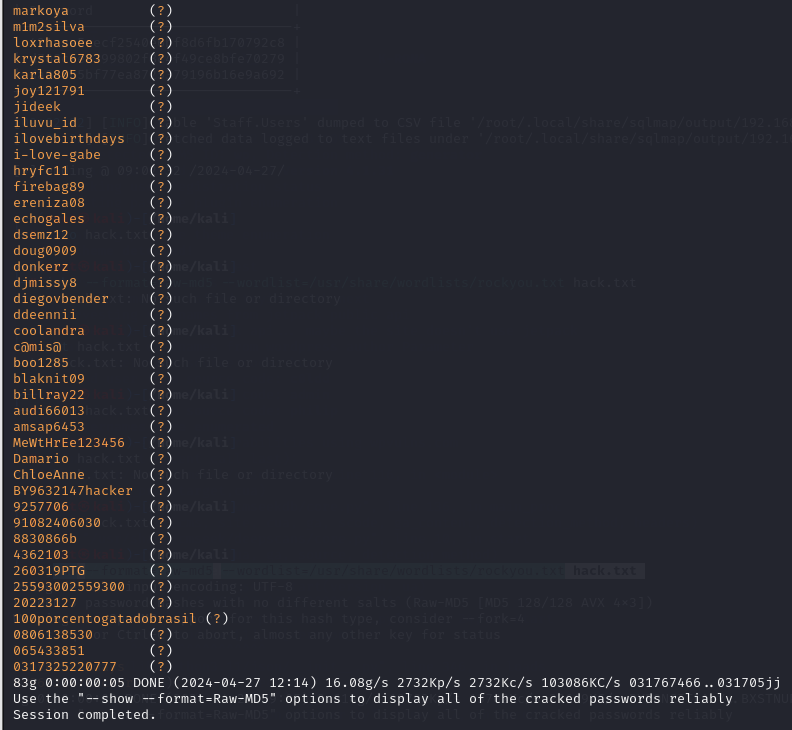 markoya (?)
m1m2silva (?)
loxrhasoee (?)
krystal6783 (?)
karla805 (?)
joy121791 (?)
jideek (?)
iluvu_id (?)
ilovebirthdays (?)
i-love-gabe (?)
hryfc11 (?)
firebag89 (?)
ereniza08 (?)
echogales (?)
dsemz12 (?)
doug0909 (?)
donkerz (?)
djmissy8 (?)
diegovbender (?)
ddeennii (?)
coolandra (?)
c@mis@ (?)
boo1285 (?)
blaknit09 (?)
billray22 (?)
audi66013 (?)
amsap6453 (?)
MeWtHrEe123456 (?)
Damario (?)
ChloeAnne (?)
BY9632147hacker (?)
9257706 (?)
91082406030 (?)
8830866b (?)
4362103 (?)
260319PTG (?)
25593002559300 (?)
20223127 (?)
100porcentogatadobrasil (?)
0806138530 (?)
065433851 (?)
0317325220777 (?)
83g 0:00:00:05 DONE (2024-04-27 12:14) 16.08g/s 2732Kp/s 2732Kc/s 103086KC/s 031767466..031705jj
Use the "--show --format=Raw-MD5" options to display all of the cracked passwords reliably
Session completed.